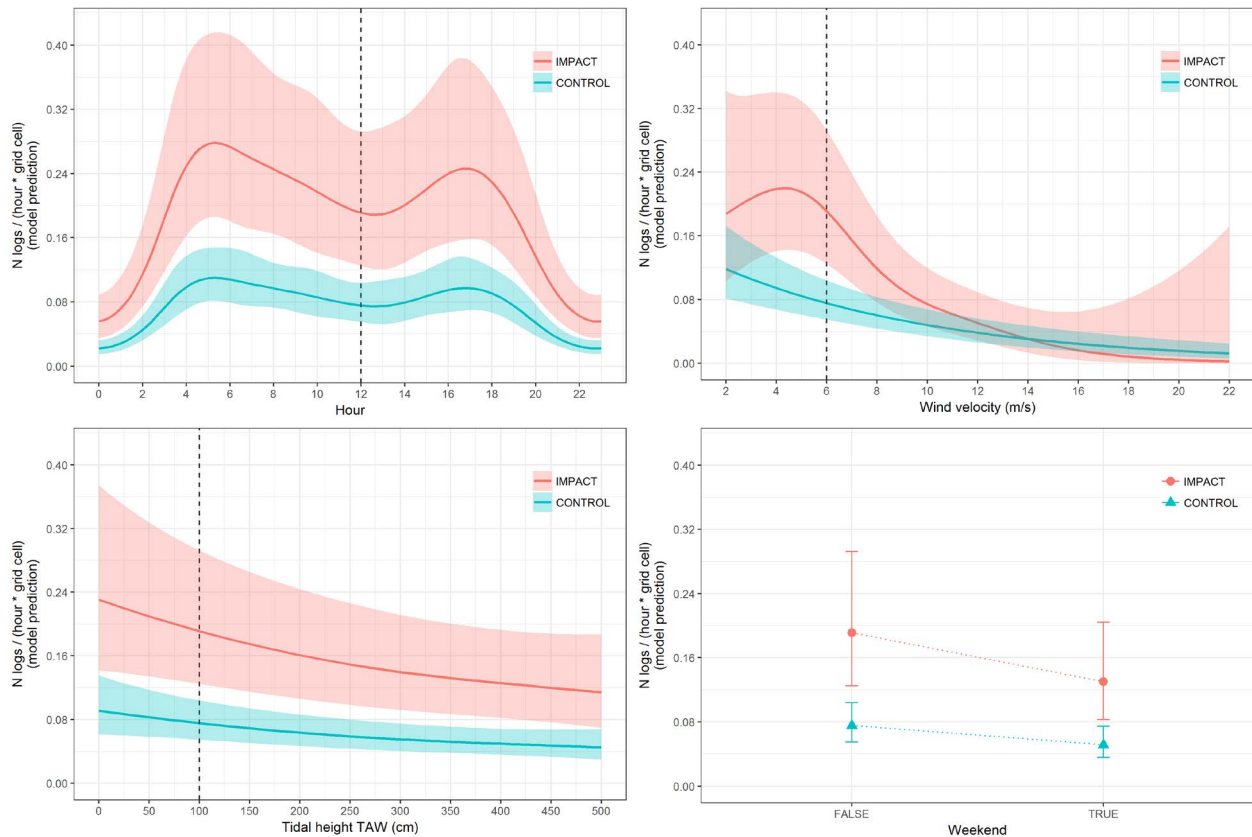 N logs / (hour * grid cell)
(model prediction)
0.40
0.32
0.24
0.16
0.08
0.00
IMPACT
CONTROL
0 2 4 6 8 10 12 14 16 18 20 22
Hour
N logs / (hour * grid cell)
(model prediction)
0.40
0.32
0.24
0.16
0.08
0.00
IMPACT
CONTROL
2 4 6 8 10 12 14 16 18 20 22
Wind velocity (m/s)
N logs / (hour * grid cell)
(model prediction)
0.40
0.32
0.24
0.16
0.08
0.00
IMPACT
CONTROL
0 50 100 150 200 250 300 350 400 450 500
Tidal height TAW (cm)
N logs / (hour * grid cell)
(model prediction)
0.40
0.32
0.24
0.16
0.08
0.00
IMPACT
CONTROL
FALSE TRUE
Weekend